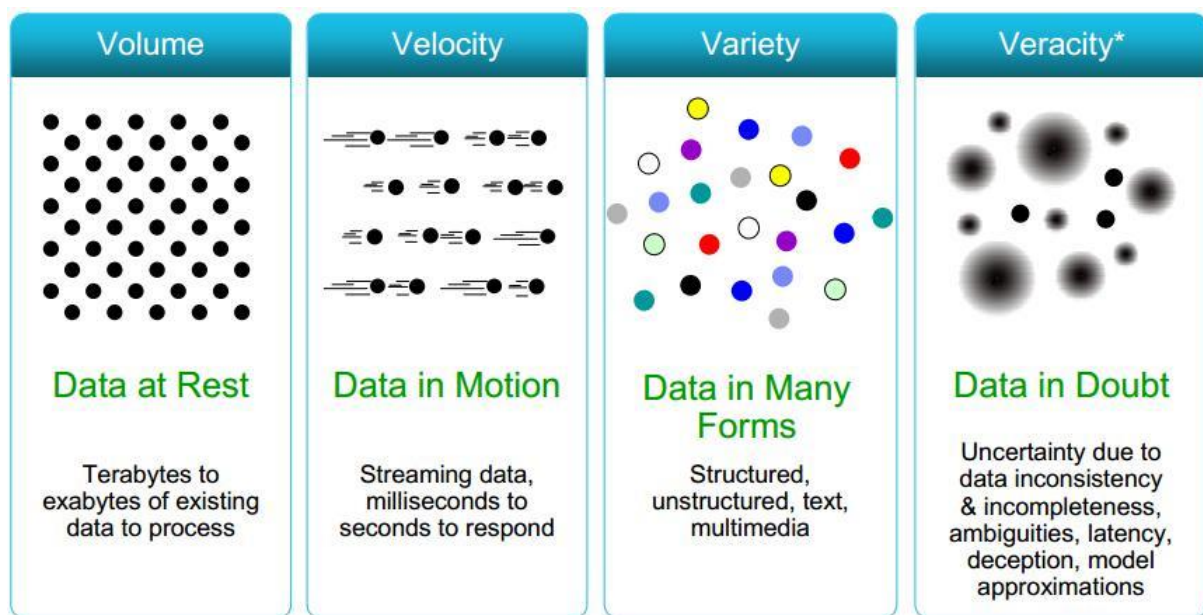 Volume
Data at Rest
Terabytes to
exabytes of existing
data to process
Velocity
Data in Motion
Streaming data,
milliseconds to
seconds to respond
Variety
Data in Many
Forms
Structured,
unstructured, text,
multimedia
Veracity*
Data in Doubt
Uncertainty due to
data inconsistency
& incompleteness,
ambiguities, latency,
deception, model
approximations